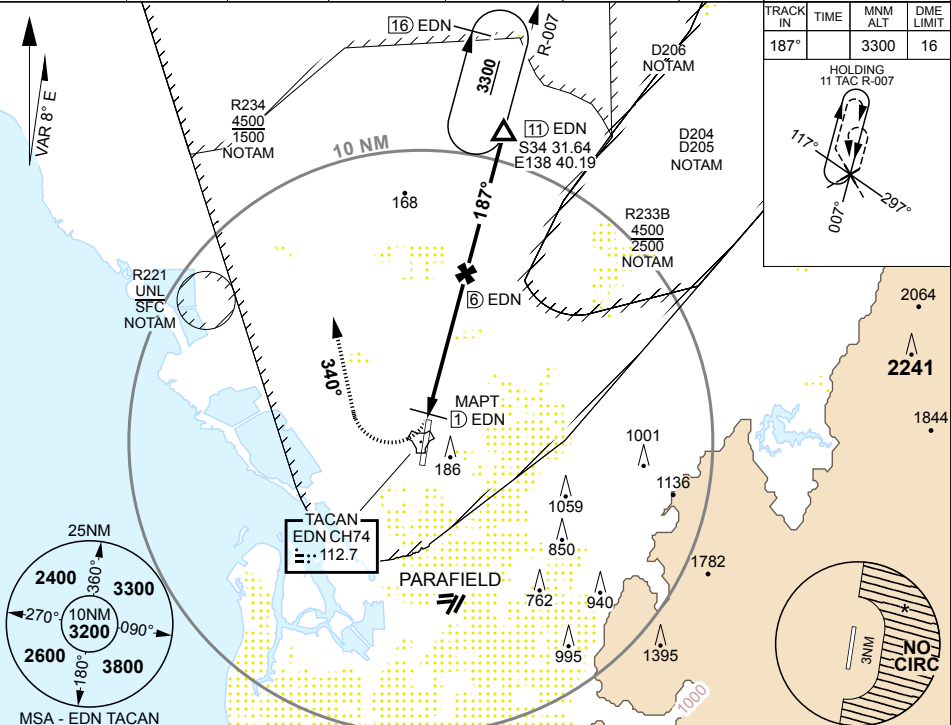 TRACK IN TIME MNM ALT DME LIMIT
187° 3300 16
HOLDING
11 TAC R-007
117°
297°
007°
VAR 8° E
16 EDN
R-007
3300
D206
NOTAM
R234
4500
1500
NOTAM
11 EDN
S34 31.64
E138 40.19
D204
D205
NOTAM
10 NM
187°
168
R233B
4500
2500
NOTAM
R221
UNL
SFC
NOTAM
6 EDN
2064
2241
1844
340°
MAPT
1 EDN
186
1001
1136
1059
850
TACAN
EDN CH74
112.7
1782
PARAFIELD
762
940
995
1395
1000
25NM
2400
360°
3300
270°
10NM
3200
090°
2600
180°
3800
MSA - EDN TACAN
*
3NM
NO
CIRC